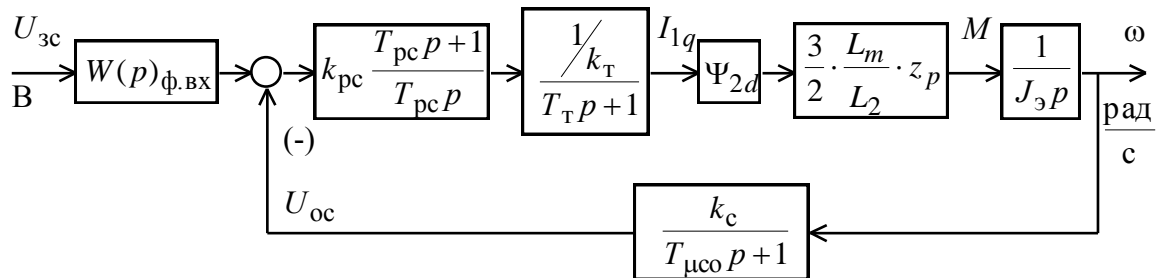 U_зс
В
W(p)_ф.вх
(-)
k_рс (T_рс p + 1)/(T_рс p)
(1/k_т)/(T_т p + 1)
I_1q
Ψ_2d
3/2 · L_m/L_2 · z_p
M
1/(J_э p)
ω
рад/с
U_ос
k_с/(T_μсо p + 1)